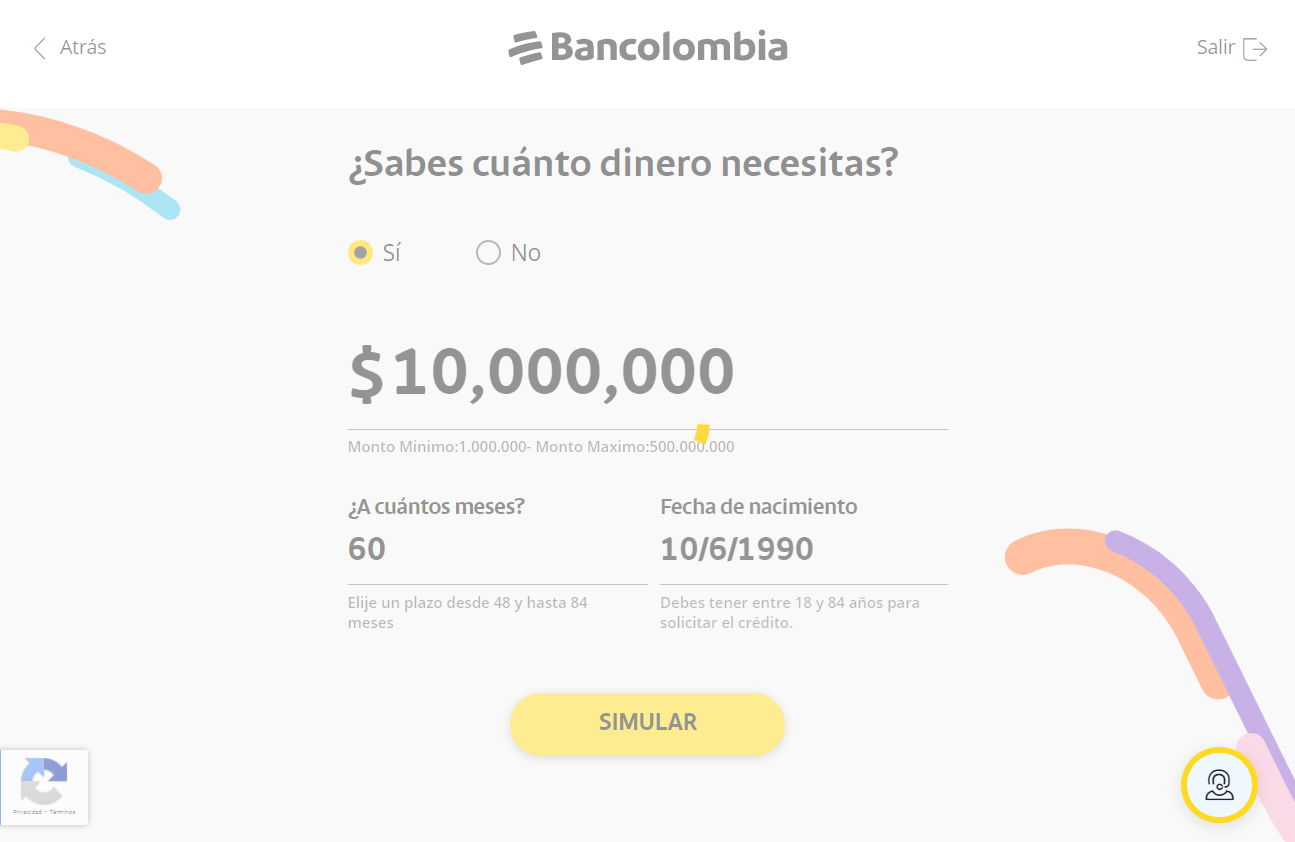 Atrás
Bancolombia
Salir
¿Sabes cuánto dinero necesitas?
Sí
No
$10,000,000
Monto Minimo:1.000.000- Monto Maximo:500.000.000
¿A cuántos meses?
Fecha de nacimiento
60
10/6/1990
Elije un plazo desde 48 y hasta 84
meses
Debes tener entre 18 y 84 años para
solicitar el crédito.
SIMULAR
Privacidad - Términos